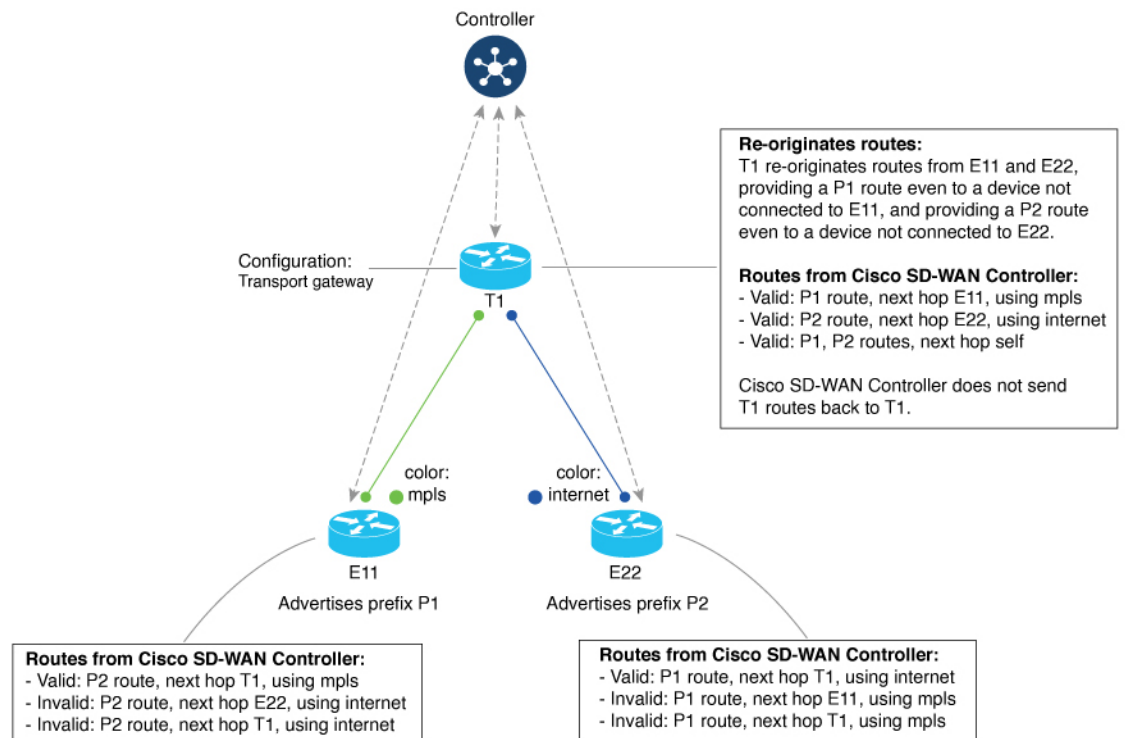 Controller
Re-originates routes:
T1 re-originates routes from E11 and E22,
providing a P1 route even to a device not
connected to E11, and providing a P2 route
even to a device not connected to E22.
Routes from Cisco SD-WAN Controller:
- Valid: P1 route, next hop E11, using mpls
- Valid: P2 route, next hop E22, using internet
- Valid: P1, P2 routes, next hop self
Cisco SD-WAN Controller does not send
T1 routes back to T1.
Configuration:
Transport gateway
T1
color:
mpls
color:
internet
E11
Advertises prefix P1
E22
Advertises prefix P2
Routes from Cisco SD-WAN Controller:
- Valid: P2 route, next hop T1, using mpls
- Invalid: P2 route, next hop E22, using internet
- Invalid: P2 route, next hop T1, using internet
Routes from Cisco SD-WAN Controller:
- Valid: P1 route, next hop T1, using internet
- Invalid: P1 route, next hop E11, using mpls
- Invalid: P1 route, next hop T1, using mpls